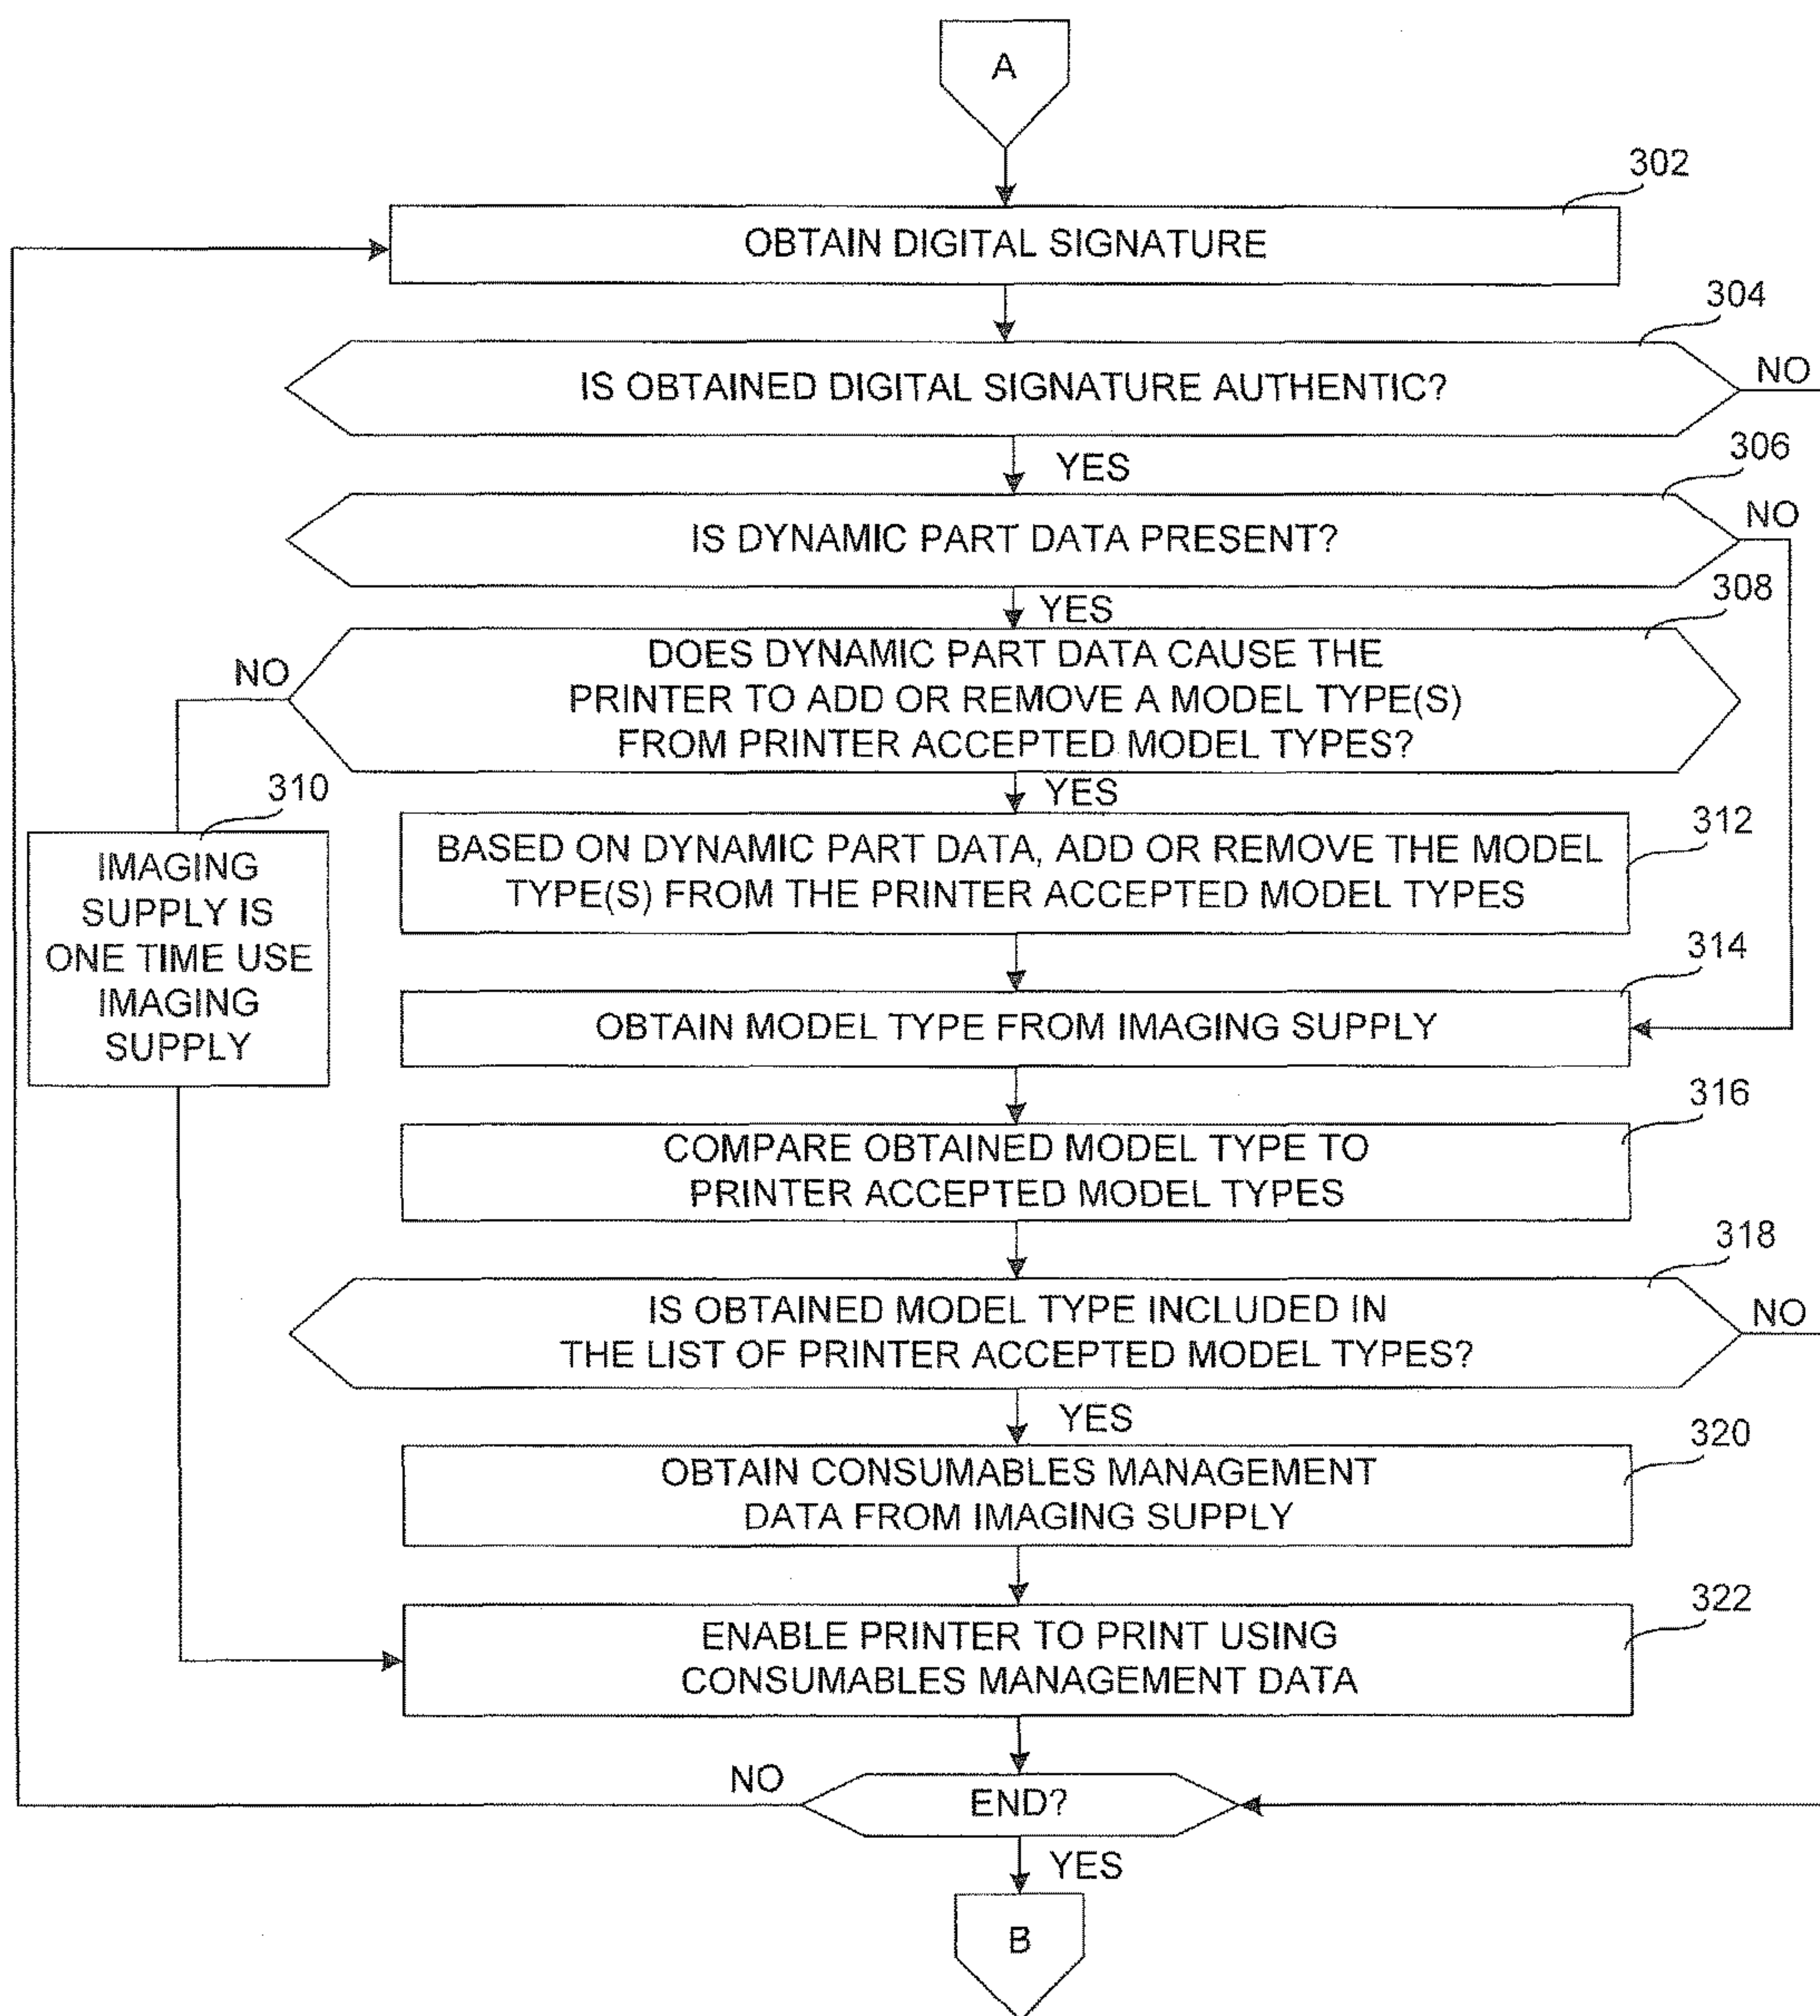 A
302
OBTAIN DIGITAL SIGNATURE
304
IS OBTAINED DIGITAL SIGNATURE AUTHENTIC?
NO
YES
306
IS DYNAMIC PART DATA PRESENT?
NO
YES
308
DOES DYNAMIC PART DATA CAUSE THE
PRINTER TO ADD OR REMOVE A MODEL TYPE(S)
FROM PRINTER ACCEPTED MODEL TYPES?
NO
YES
310
IMAGING
SUPPLY IS
ONE TIME USE
IMAGING
SUPPLY
312
BASED ON DYNAMIC PART DATA, ADD OR REMOVE THE MODEL
TYPE(S) FROM THE PRINTER ACCEPTED MODEL TYPES
314
OBTAIN MODEL TYPE FROM IMAGING SUPPLY
316
COMPARE OBTAINED MODEL TYPE TO
PRINTER ACCEPTED MODEL TYPES
318
IS OBTAINED MODEL TYPE INCLUDED IN
THE LIST OF PRINTER ACCEPTED MODEL TYPES?
NO
YES
320
OBTAIN CONSUMABLES MANAGEMENT
DATA FROM IMAGING SUPPLY
322
ENABLE PRINTER TO PRINT USING
CONSUMABLES MANAGEMENT DATA
NO
END?
YES
B